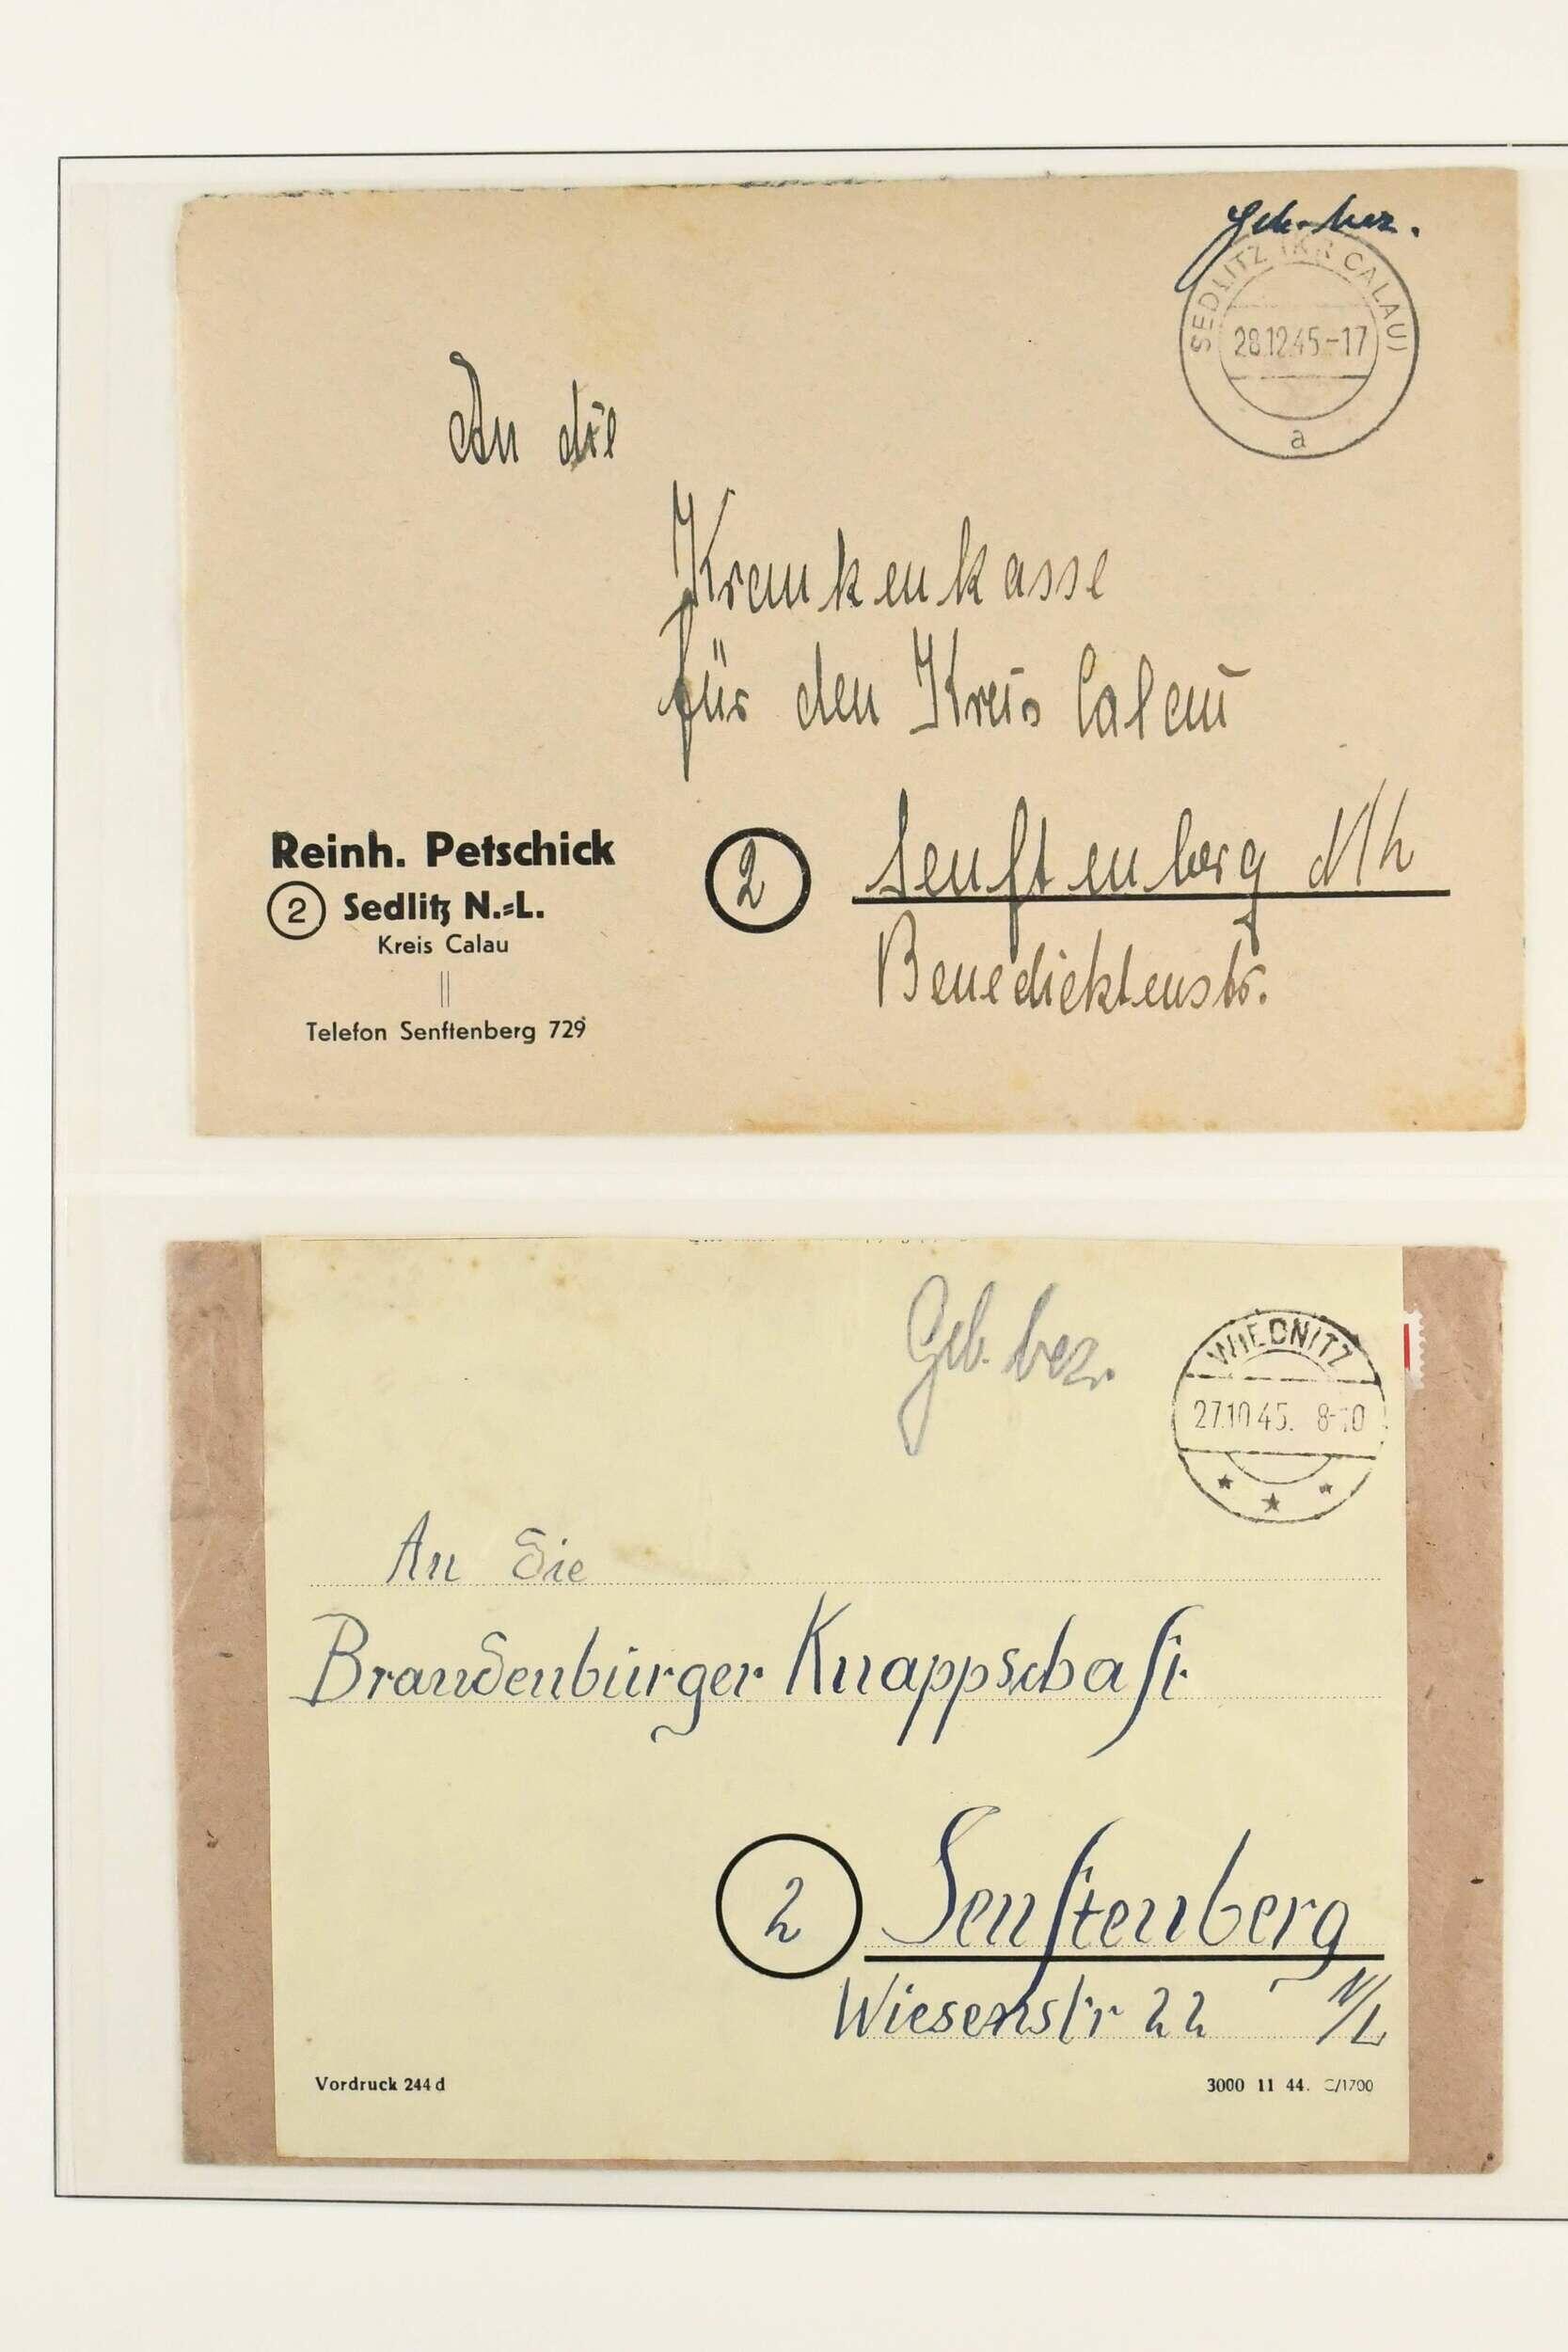 geb. bez.
SEDLITZ (KR CALAU)
28.12.45.-17
a
An die
Krankenkasse
für den Kreis Calau
Reinh. Petschick
2 Sedlitz N.=L.
Kreis Calau
Telefon Senftenberg 729
2 Senftenberg N/L
Benedicktenstr.
Geb. bez.
WIEDNITZ
27.10.45. 8-10
An Die
Brandenburger Knappschaft
2 Senftenberg
Wiesenstr 22 N/L
Vordruck 244 d
3000 11 44. C/1700